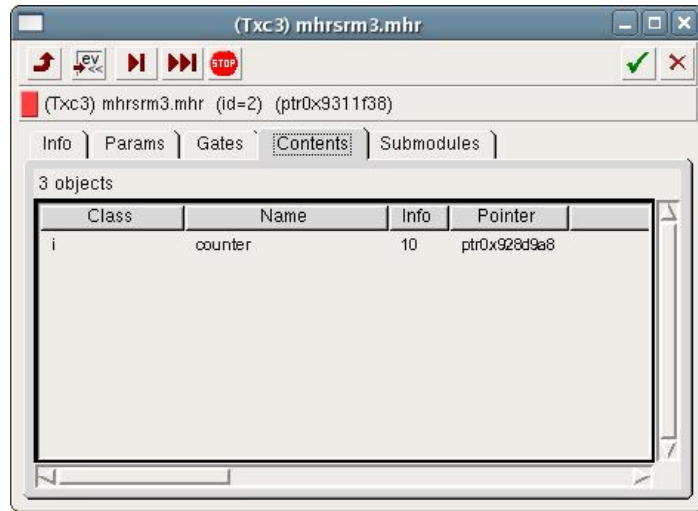 (Txc3) mhrsrm3.mhr
ev
<<
STOP
(Txc3) mhrsrm3.mhr (id=2) (ptr0x9311f38)
Info Params Gates Contents Submodules
3 objects
Class Name Info Pointer
i counter 10 ptr0x928d9a8